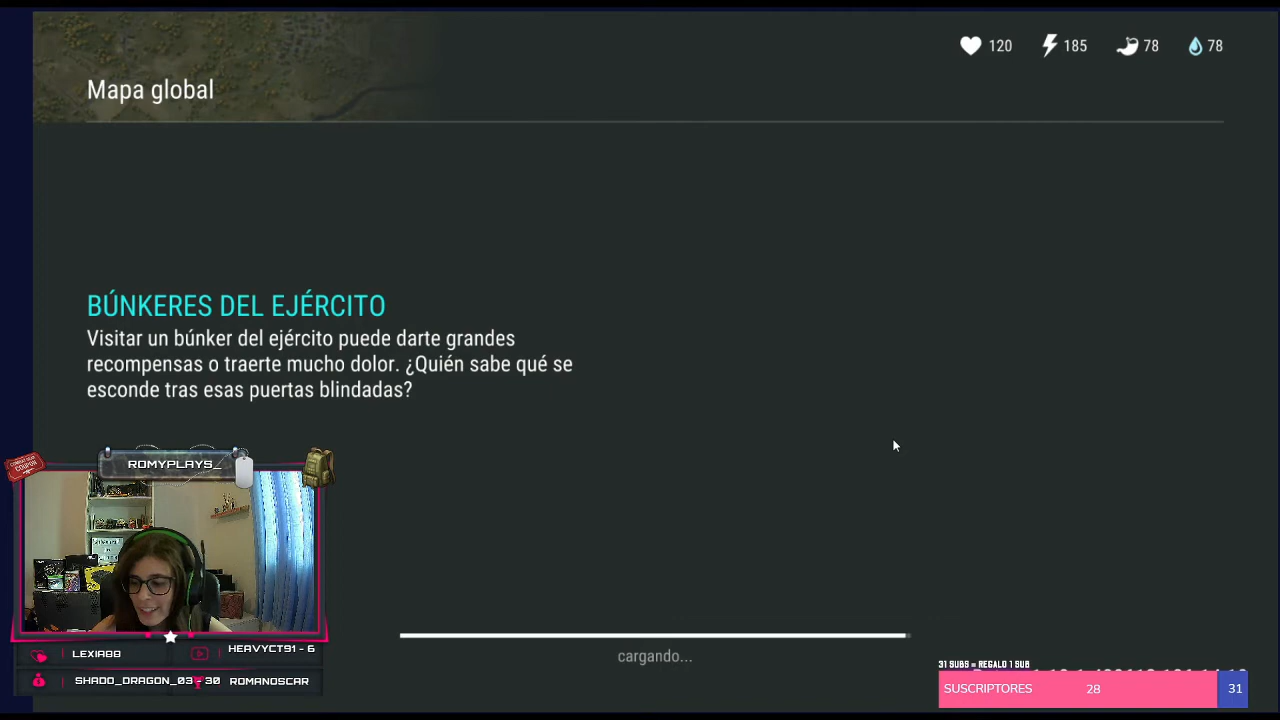 120 185 78 78
Mapa global
BÚNKERES DEL EJÉRCITO
Visitar un búnker del ejército puede darte grandes
recompensas o traerte mucho dolor. ¿Quién sabe qué se
esconde tras esas puertas blindadas?
COUPON
ROMYPLAYS_
LEXIA88
HEAVYCT91 - 6
SHADO_DRAGON_03 - 30
ROMANOSCAR
cargando...
31 SUBS = REGALO 1 SUB
SUSCRIPTORES 28 31